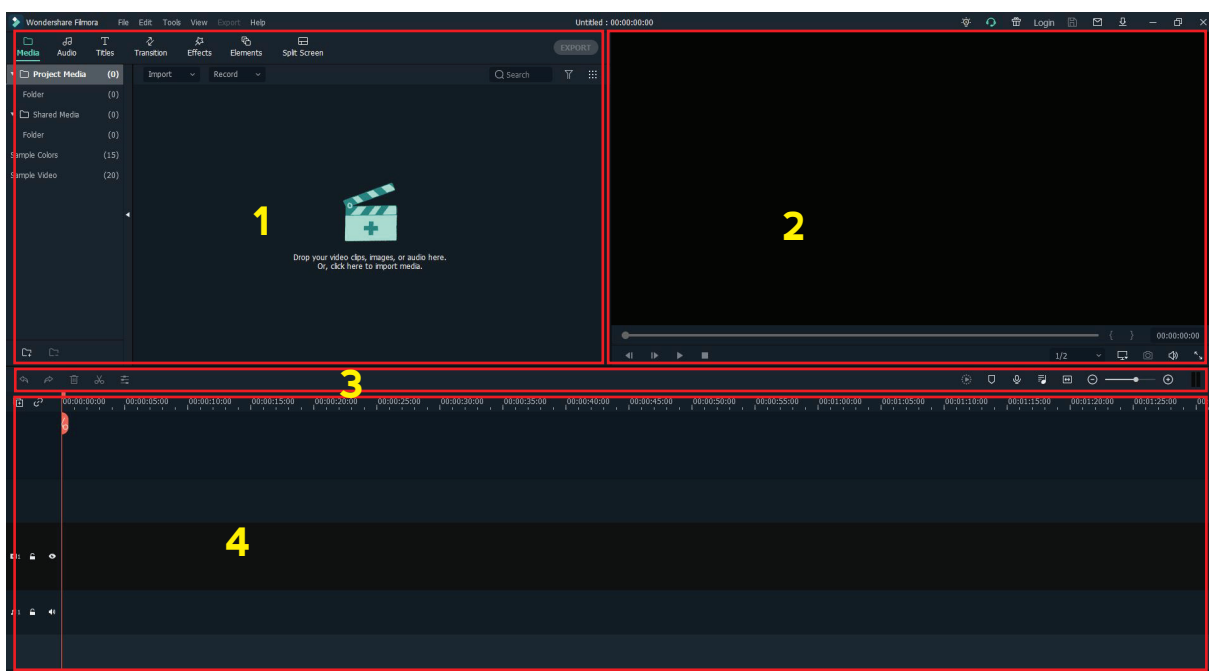 Wondershare Filmora File Edit Tools View Export Help Untitled : 00:00:00:00 Login
Media Audio Titles Transition Effects Elements Split Screen EXPORT
Project Media (0) Import Record Search
Folder (0)
Shared Media (0)
Folder (0)
Sample Colors (15)
Sample Video (20)
1
2
Drop your video clips, images, or audio here.
Or, click here to import media.
{ } 00:00:00:00
1/2
3
00:00:00:00 00:00:05:00 00:00:10:00 00:00:15:00 00:00:20:00 00:00:25:00 00:00:30:00 00:00:35:00 00:00:40:00 00:00:45:00 00:00:50:00 00:00:55:00 00:01:00:00 00:01:05:00 00:01:10:00 00:01:15:00 00:01:20:00 00:01:25:00
4
1
1